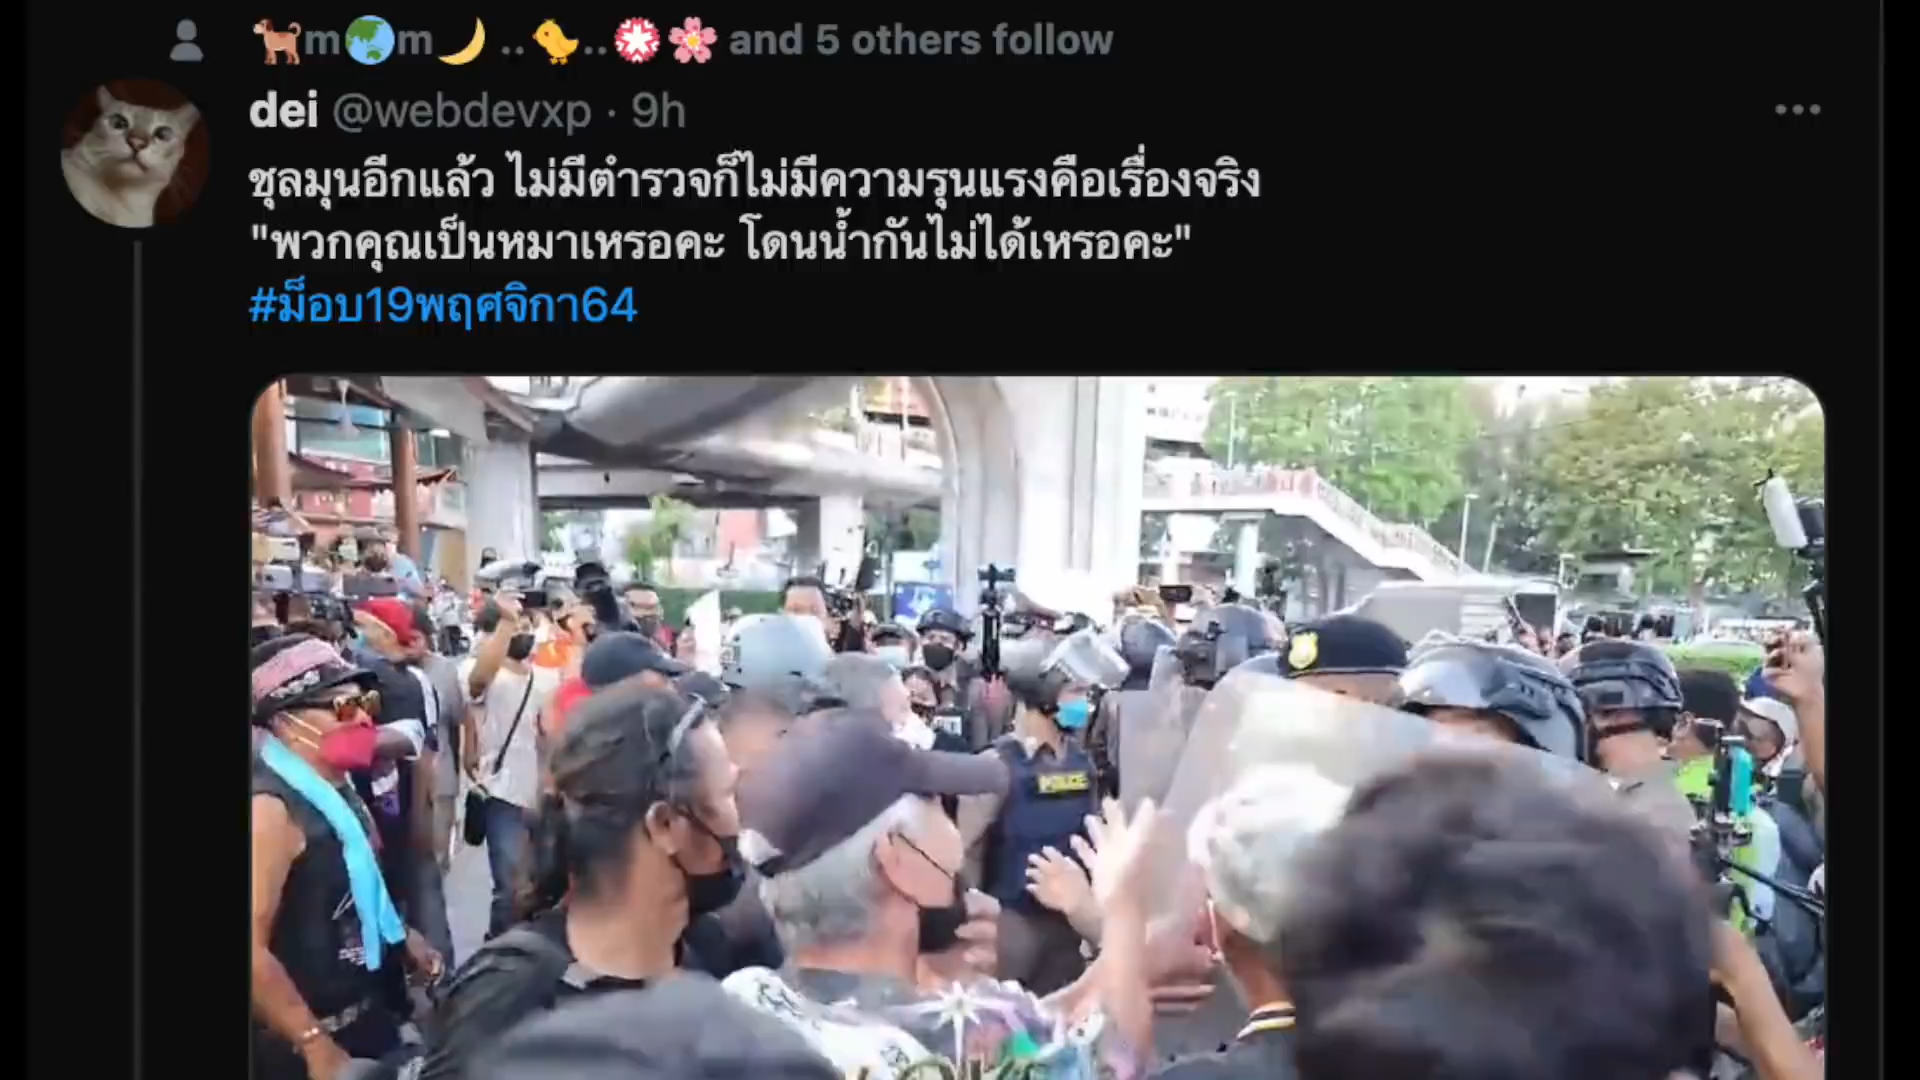 🐕m🌏m🌙 ..🐤..💮🌸 and 5 others follow
dei @webdevxp · 9h
ชุลมุนอีกแล้ว ไม่มีตำรวจก็ไม่มีความรุนแรงคือเรื่องจริง
"พวกคุณเป็นหมาเหรอคะ โดนน้ำกันไม่ได้เหรอคะ"
#ม็อบ19พฤศจิกา64
POLICE